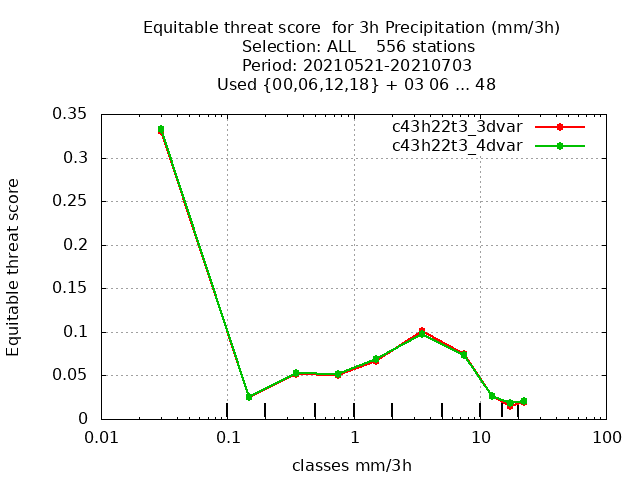 Equitable threat score  for 3h Precipitation (mm/3h)
Selection: ALL    556 stations
Period: 20210521-20210703
Used {00,06,12,18} + 03 06 ... 48
c43h22t3_3dvar
c43h22t3_4dvar
Equitable threat score
0.35
0.3
0.25
0.2
0.15
0.1
0.05
0
0.01 0.1 1 10 100
classes mm/3h